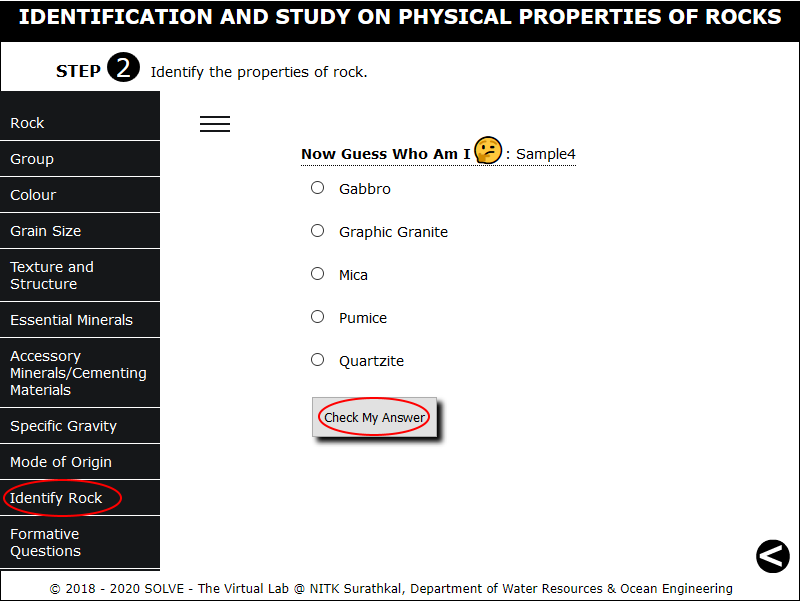 IDENTIFICATION AND STUDY ON PHYSICAL PROPERTIES OF ROCKS
STEP 2 Identify the properties of rock.
Rock
Group
Colour
Grain Size
Texture and
Structure
Essential Minerals
Accessory
Minerals/Cementing
Materials
Specific Gravity
Mode of Origin
Identify Rock
Formative
Questions
Now Guess Who Am I : Sample4
Gabbro
Graphic Granite
Mica
Pumice
Quartzite
Check My Answer
<
© 2018 - 2020 SOLVE - The Virtual Lab @ NITK Surathkal, Department of Water Resources & Ocean Engineering